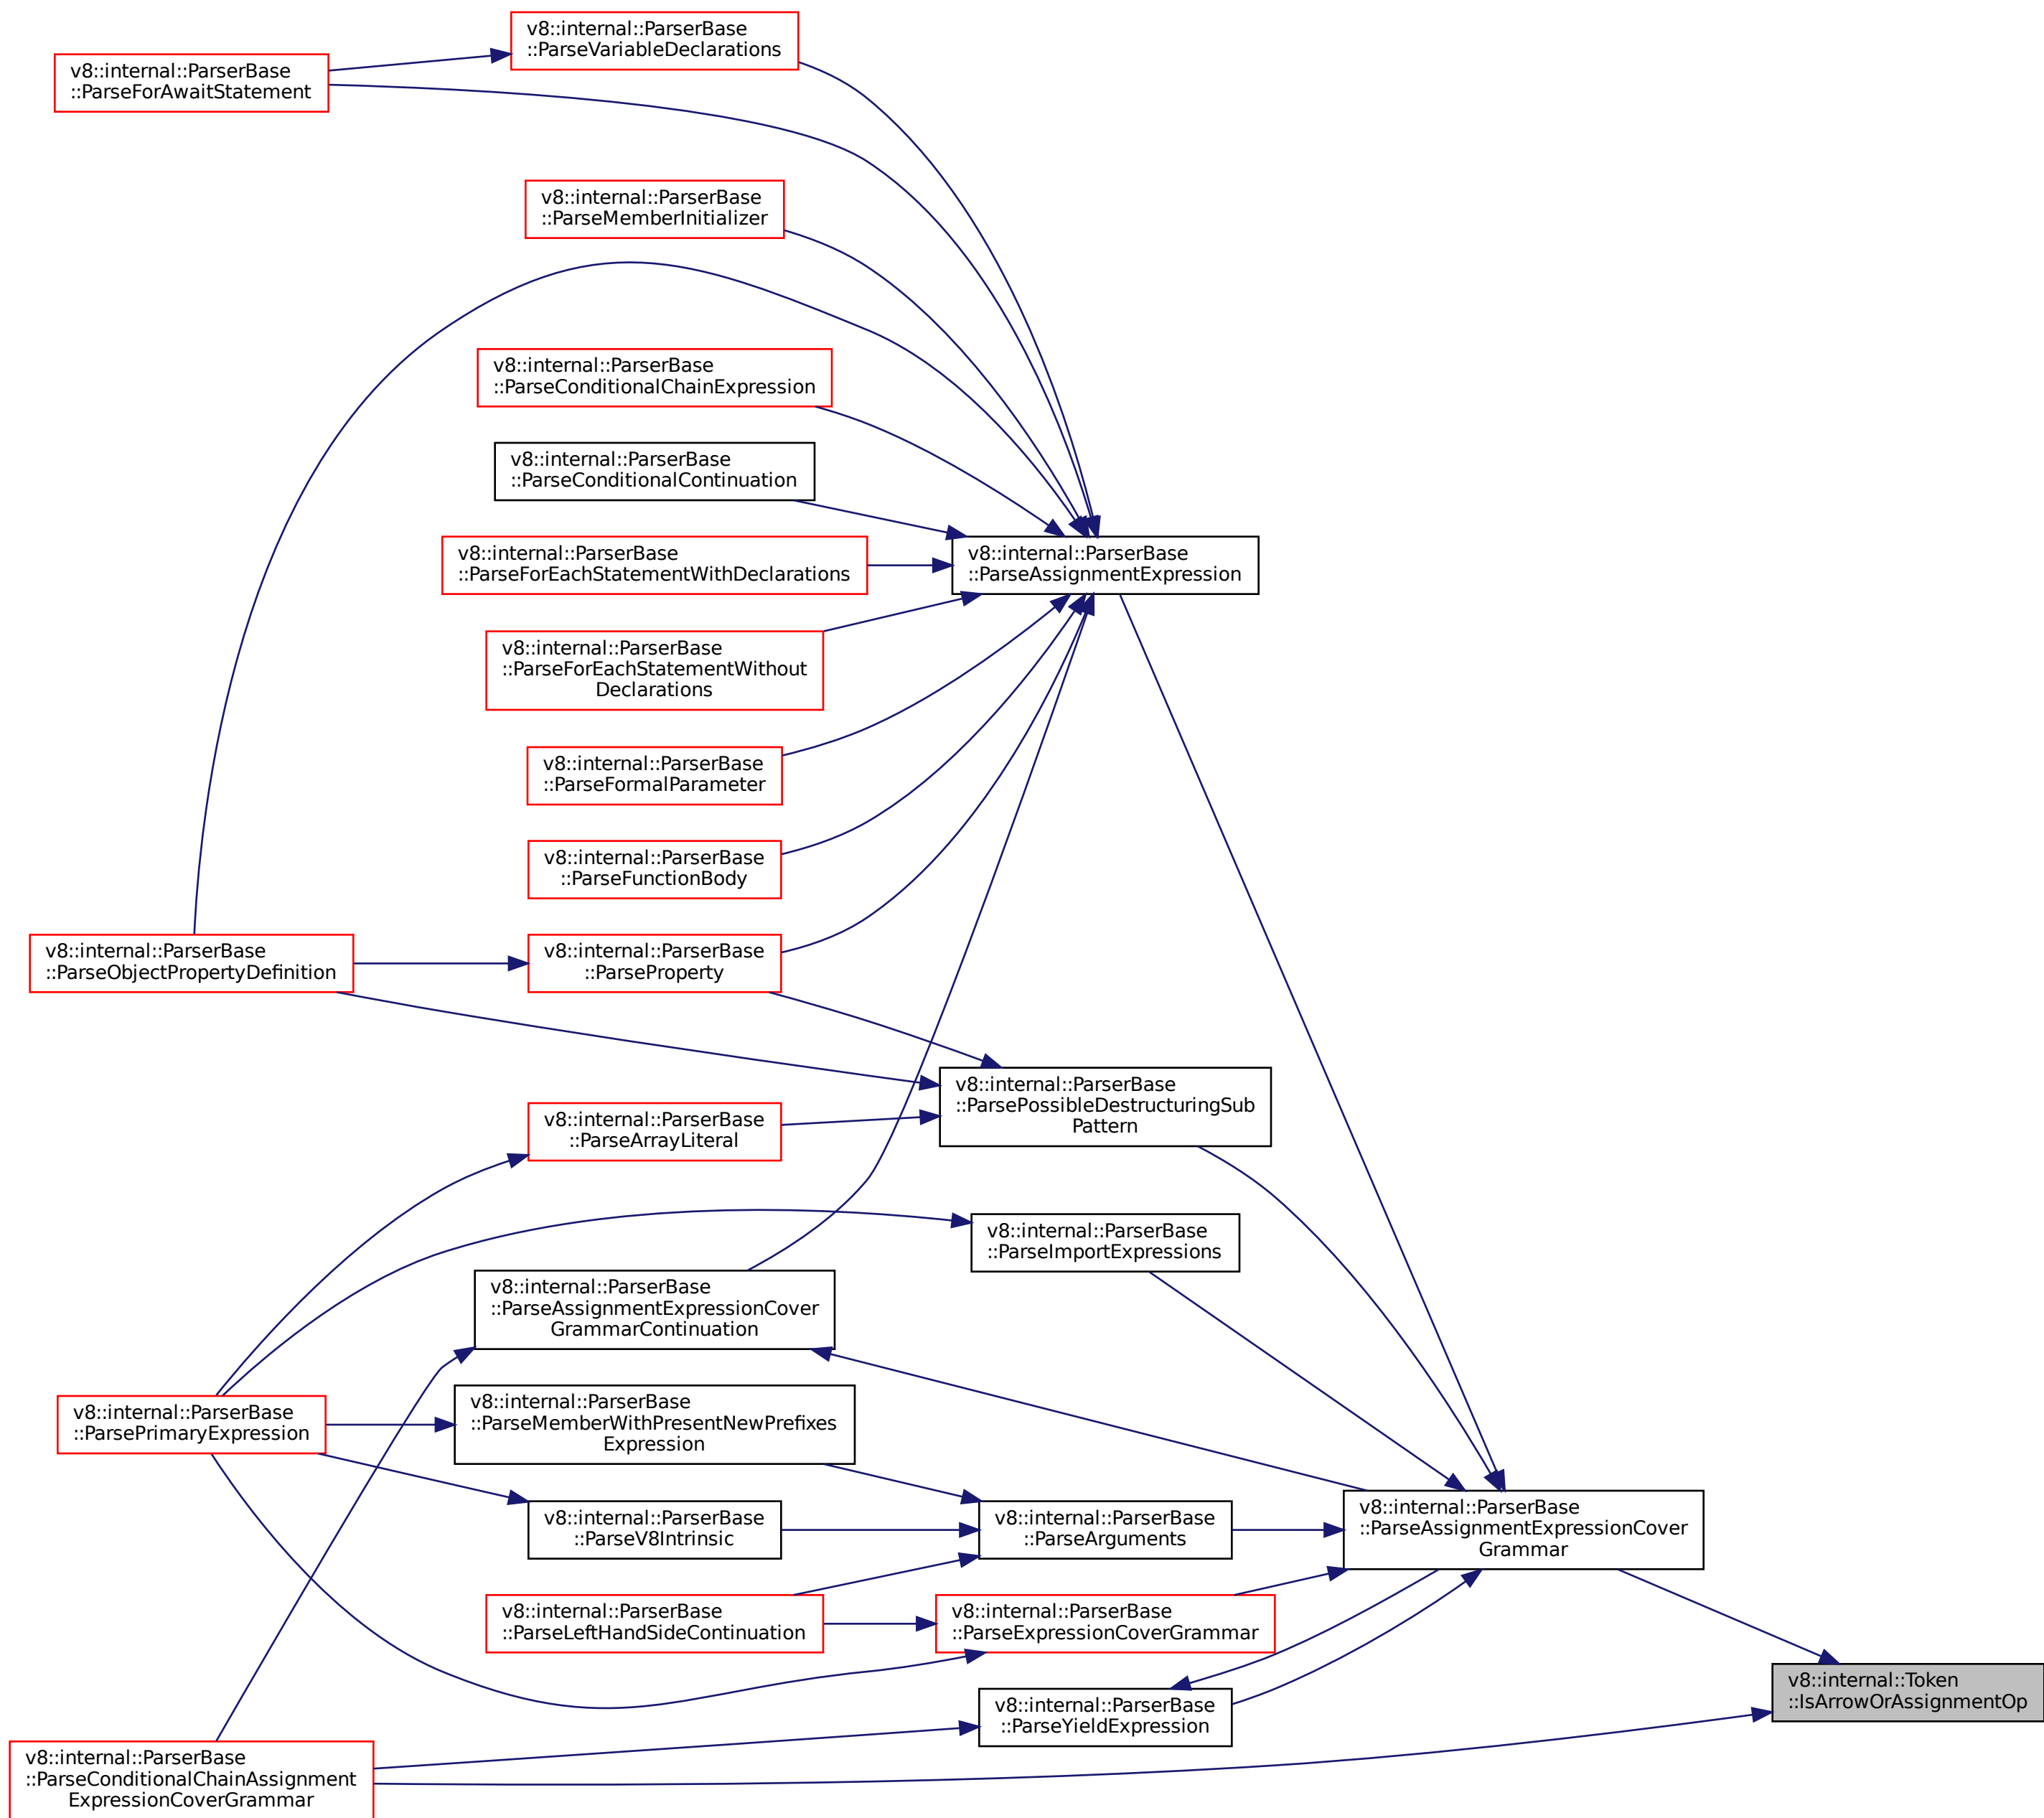 v8::internal::ParserBase
::ParseVariableDeclarations
v8::internal::ParserBase
::ParseForAwaitStatement
v8::internal::ParserBase
::ParseMemberInitializer
v8::internal::ParserBase
::ParseConditionalChainExpression
v8::internal::ParserBase
::ParseConditionalContinuation
v8::internal::ParserBase
::ParseForEachStatementWithDeclarations
v8::internal::ParserBase
::ParseAssignmentExpression
v8::internal::ParserBase
::ParseForEachStatementWithout
Declarations
v8::internal::ParserBase
::ParseFormalParameter
v8::internal::ParserBase
::ParseFunctionBody
v8::internal::ParserBase
::ParseObjectPropertyDefinition
v8::internal::ParserBase
::ParseProperty
v8::internal::ParserBase
::ParsePossibleDestructuringSub
Pattern
v8::internal::ParserBase
::ParseArrayLiteral
v8::internal::ParserBase
::ParseImportExpressions
v8::internal::ParserBase
::ParseAssignmentExpressionCover
GrammarContinuation
v8::internal::ParserBase
::ParsePrimaryExpression
v8::internal::ParserBase
::ParseMemberWithPresentNewPrefixes
Expression
v8::internal::ParserBase
::ParseV8Intrinsic
v8::internal::ParserBase
::ParseArguments
v8::internal::ParserBase
::ParseAssignmentExpressionCover
Grammar
v8::internal::ParserBase
::ParseLeftHandSideContinuation
v8::internal::ParserBase
::ParseExpressionCoverGrammar
v8::internal::ParserBase
::ParseYieldExpression
v8::internal::Token
::IsArrowOrAssignmentOp
v8::internal::ParserBase
::ParseConditionalChainAssignment
ExpressionCoverGrammar